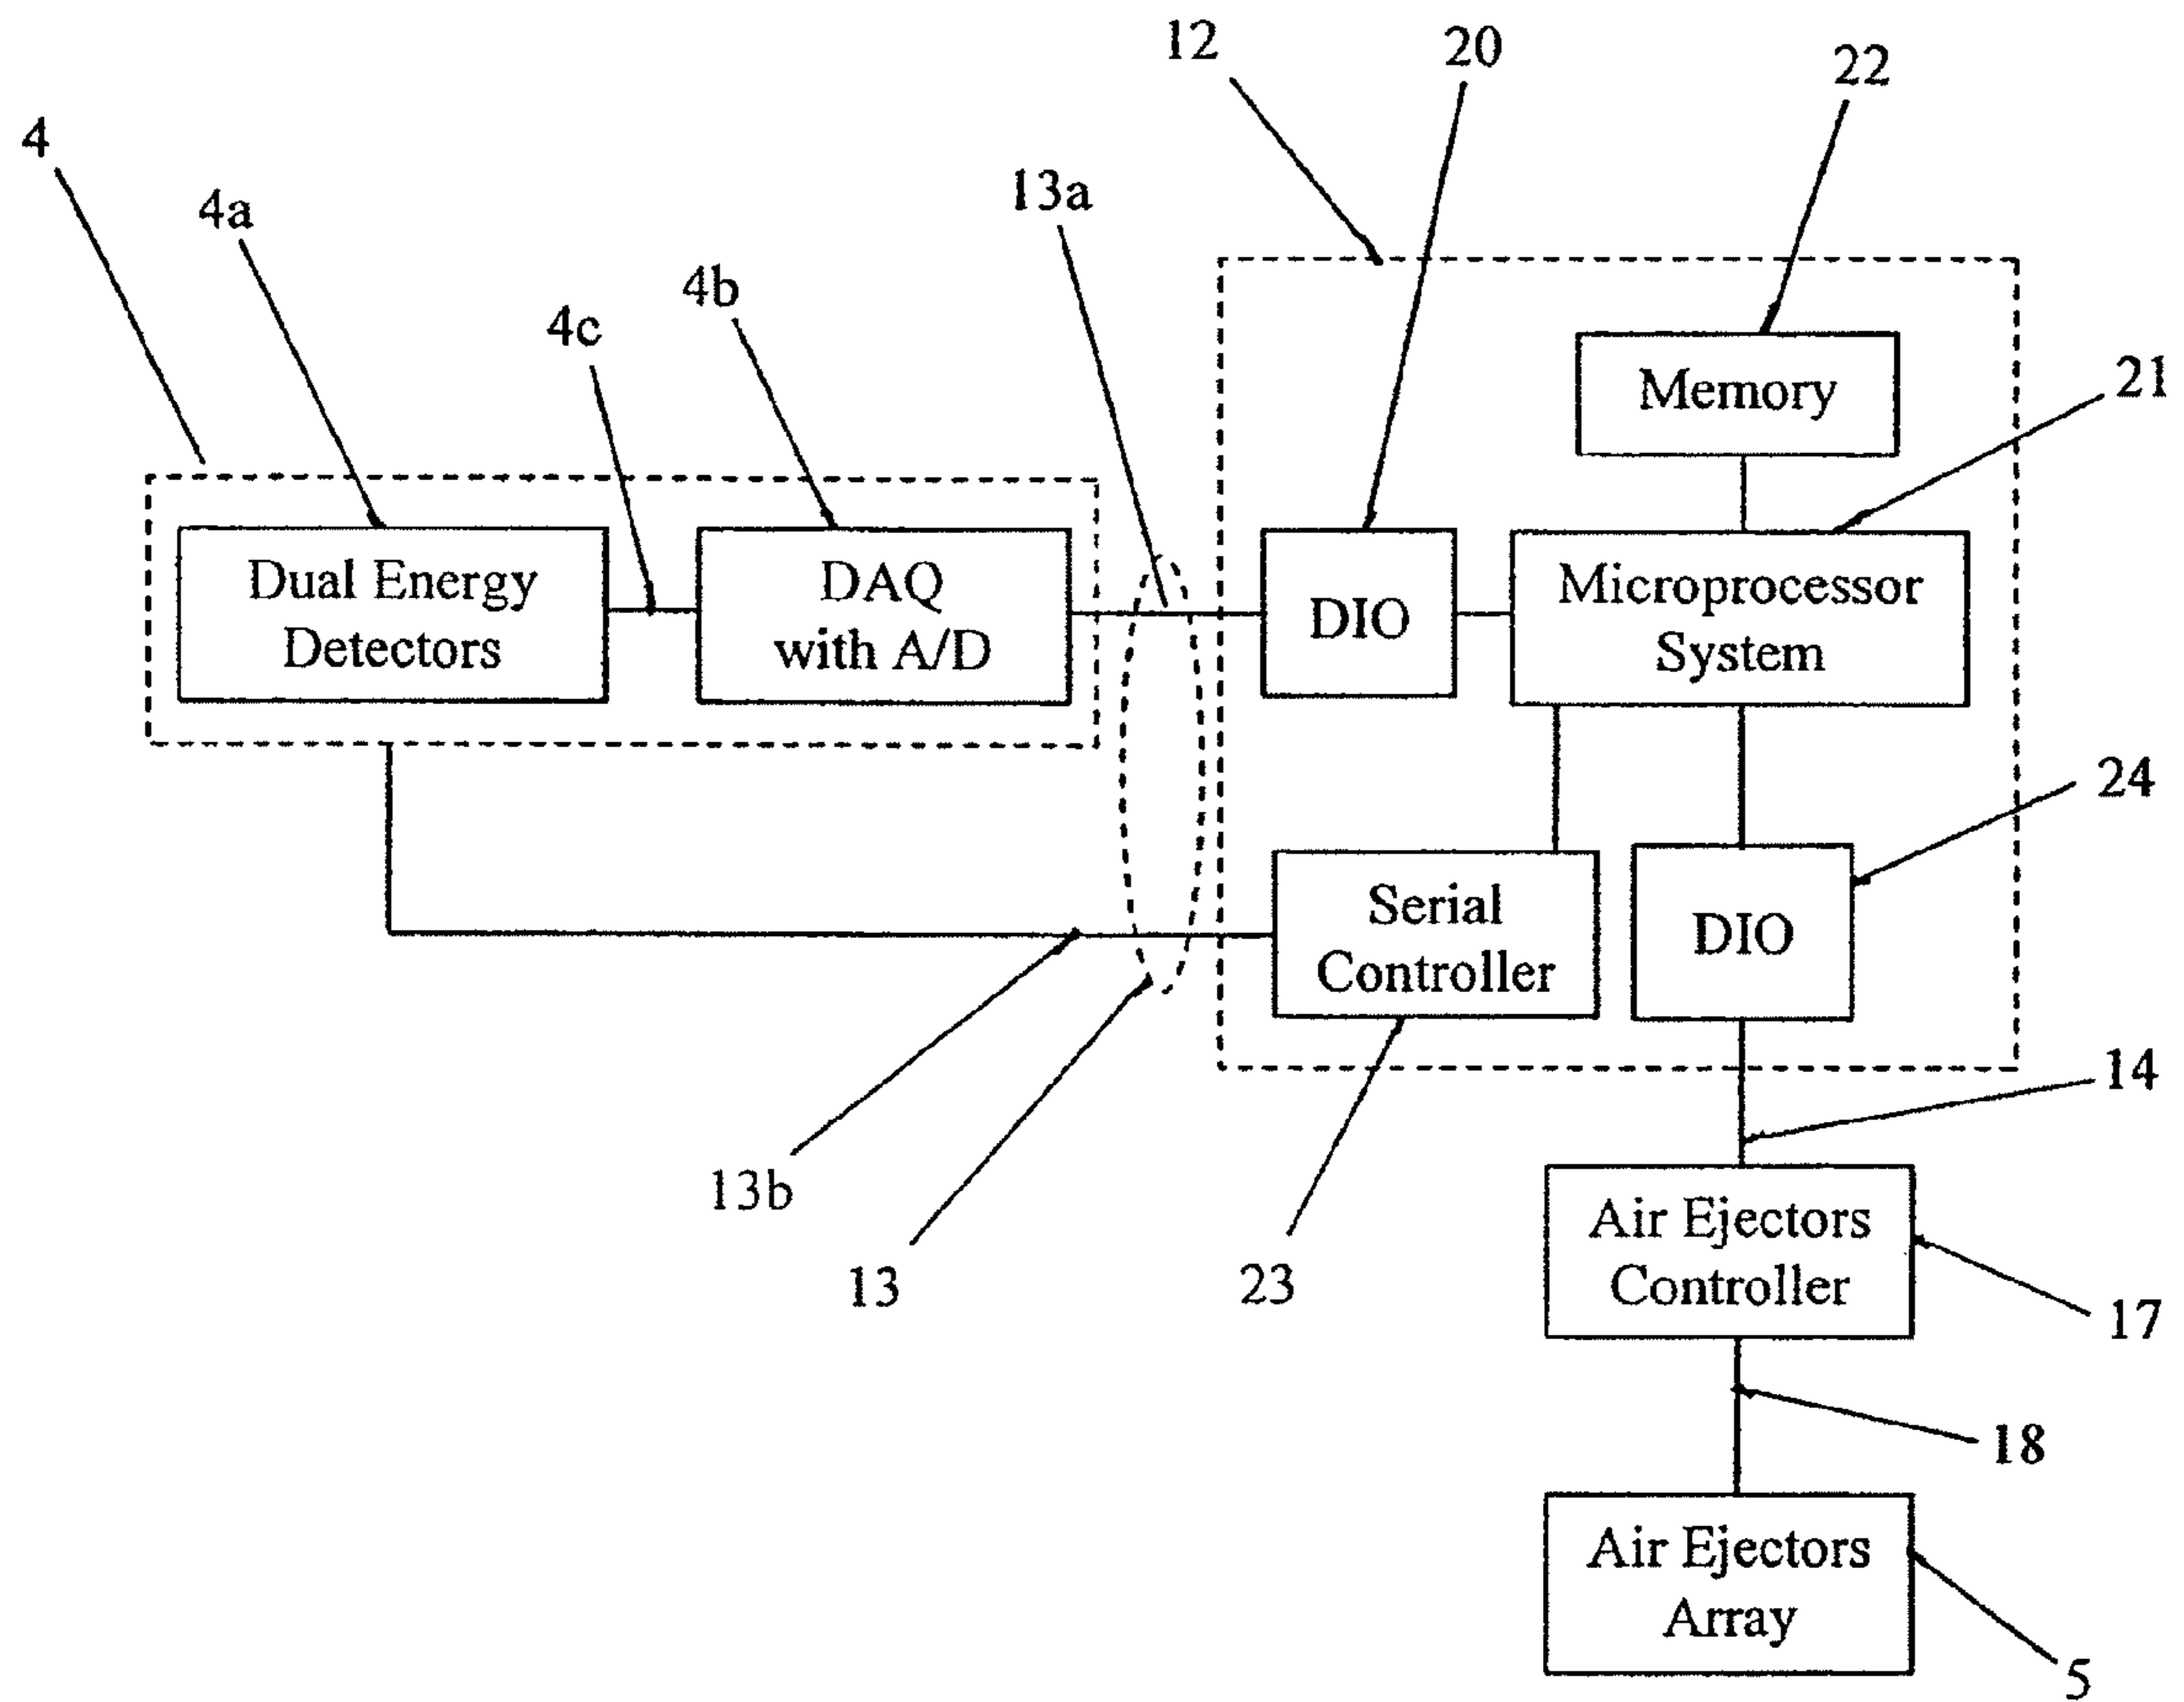 12
20
22
4
4a
13a
4b
4c
21
Memory
Dual Energy
Detectors
DAQ
with A/D
DIO
Microprocessor
System
24
Serial
Controller
DIO
14
13b
13
23
Air Ejectors
Controller
17
18
Air Ejectors
Array
5